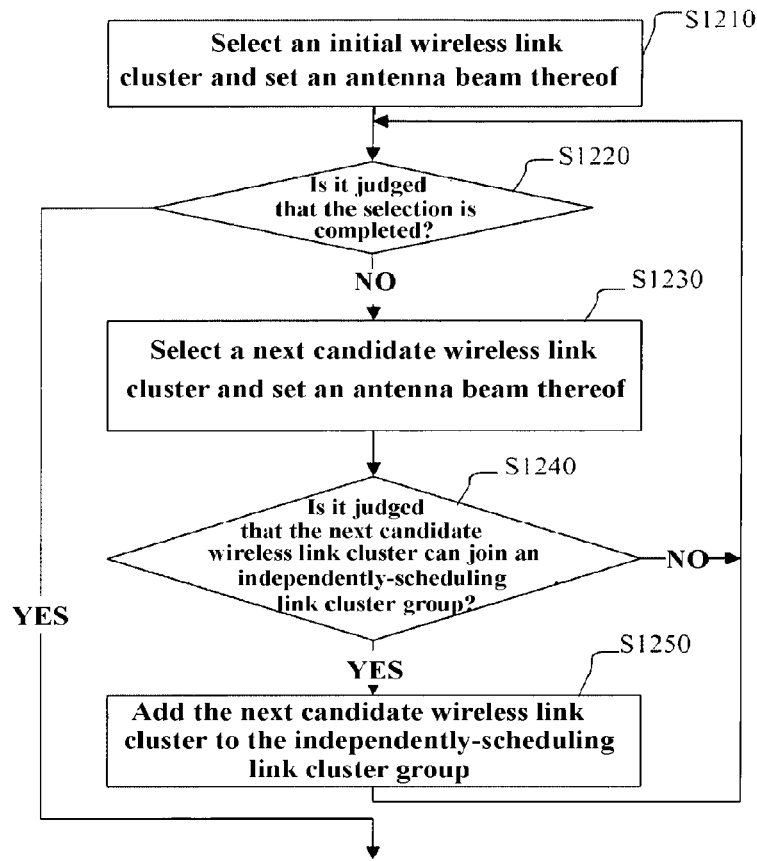 S1210
Select an initial wireless link
cluster and set an antenna beam thereof
S1220
Is it judged
that the selection is
completed?
NO
S1230
Select a next candidate wireless link
cluster and set an antenna beam thereof
S1240
Is it judged
that the next candidate
wireless link cluster can join an
independently-scheduling
link cluster group?
NO
YES
YES
S1250
Add the next candidate wireless link
cluster to the independently-scheduling
link cluster group